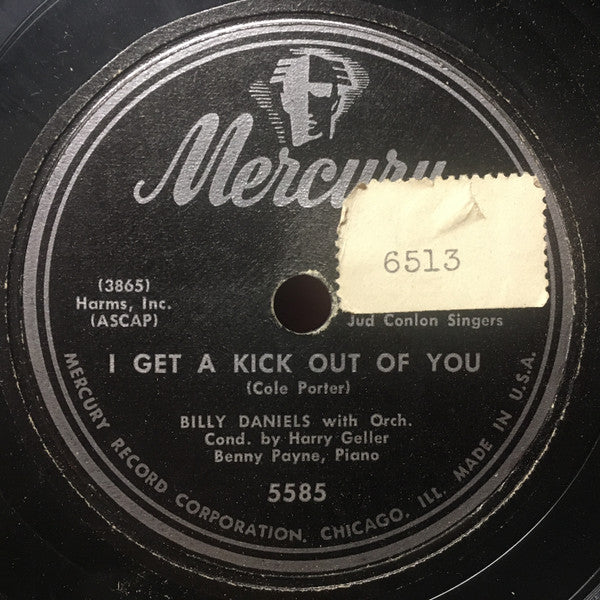 Mercury
6513
(3865)
Harms, Inc.
(ASCAP)
Jud Conlon Singers
I GET A KICK OUT OF YOU
(Cole Porter)
BILLY DANIELS with Orch.
Cond. by Harry Geller
Benny Payne, Piano
5585
MERCURY RECORD CORPORATION, CHICAGO, ILL. MADE IN U.S.A.